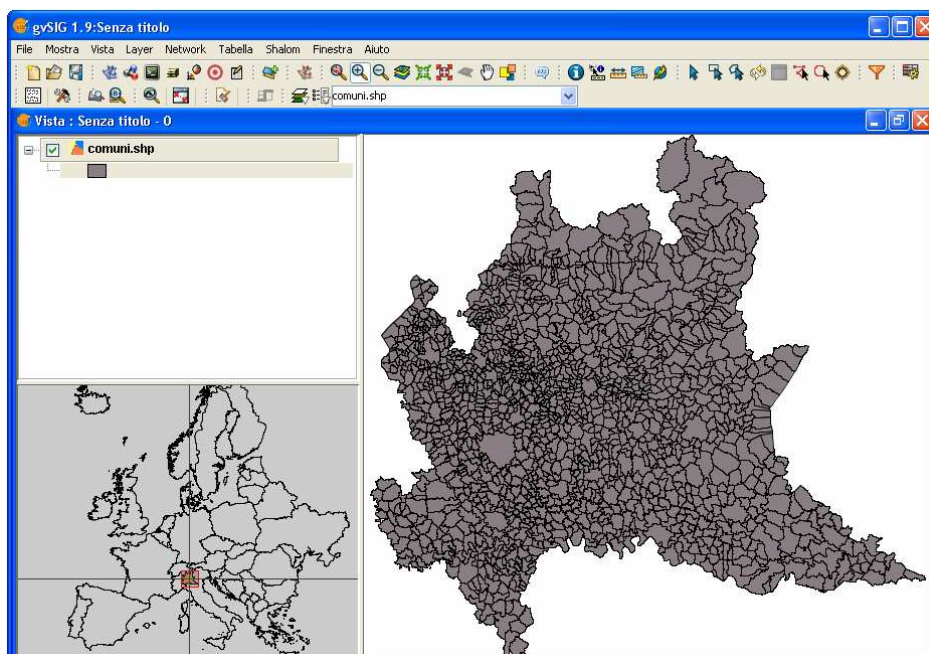 gvSIG 1.9:Senza titolo
File Mostra Vista Layer Network Tabella Shalom Finestra Aiuto
comuni.shp
Vista : Senza titolo - 0
comuni.shp